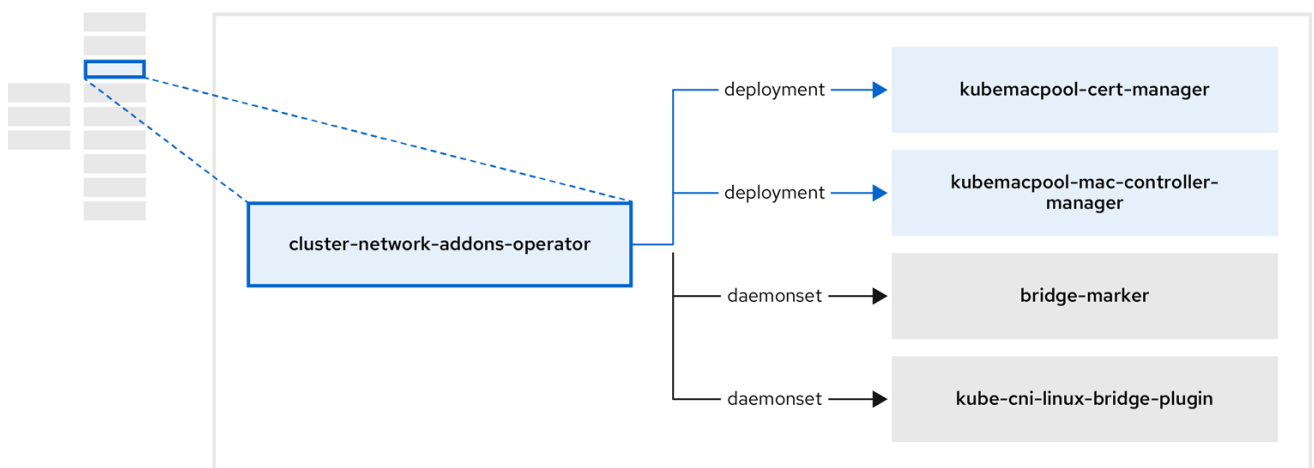 deployment
kubemacpool-cert-manager
deployment
kubemacpool-mac-controller-
manager
cluster-network-addons-operator
daemonset
bridge-marker
daemonset
kube-cni-linux-bridge-plugin